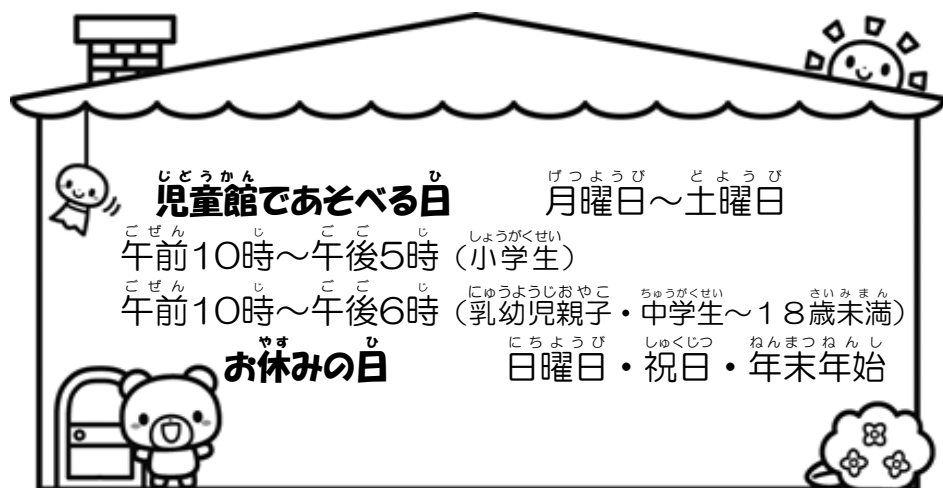 児童館であそべる日 月曜日～土曜日
午前10時～午後5時（小学生）
午前10時～午後6時（乳幼児親子・中学生～１８歳未満）
お休みの日 日曜日・祝日・年末年始